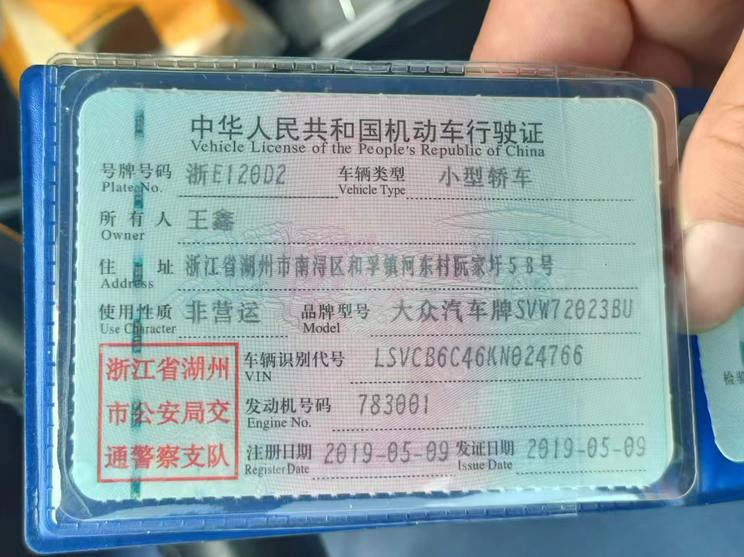 中华人民共和国机动车行驶证
Vehicle License of the People's Republic of China
号牌号码 浙E120D2 车辆类型 小型轿车
Plate No. Vehicle Type
所有人 王鑫
Owner
住址 浙江省湖州市南浔区和孚镇河东村阮家圩58号
Address
使用性质 非营运 品牌型号 大众汽车牌SVW72023BU
Use Character Model
浙江省湖州
市公安局交
通警察支队
车辆识别代号 LSVCB6C46KN024766
VIN
发动机号码 783001
Engine No.
注册日期 2019-05-09 发证日期 2019-05-09
Register Date Issue Date
检